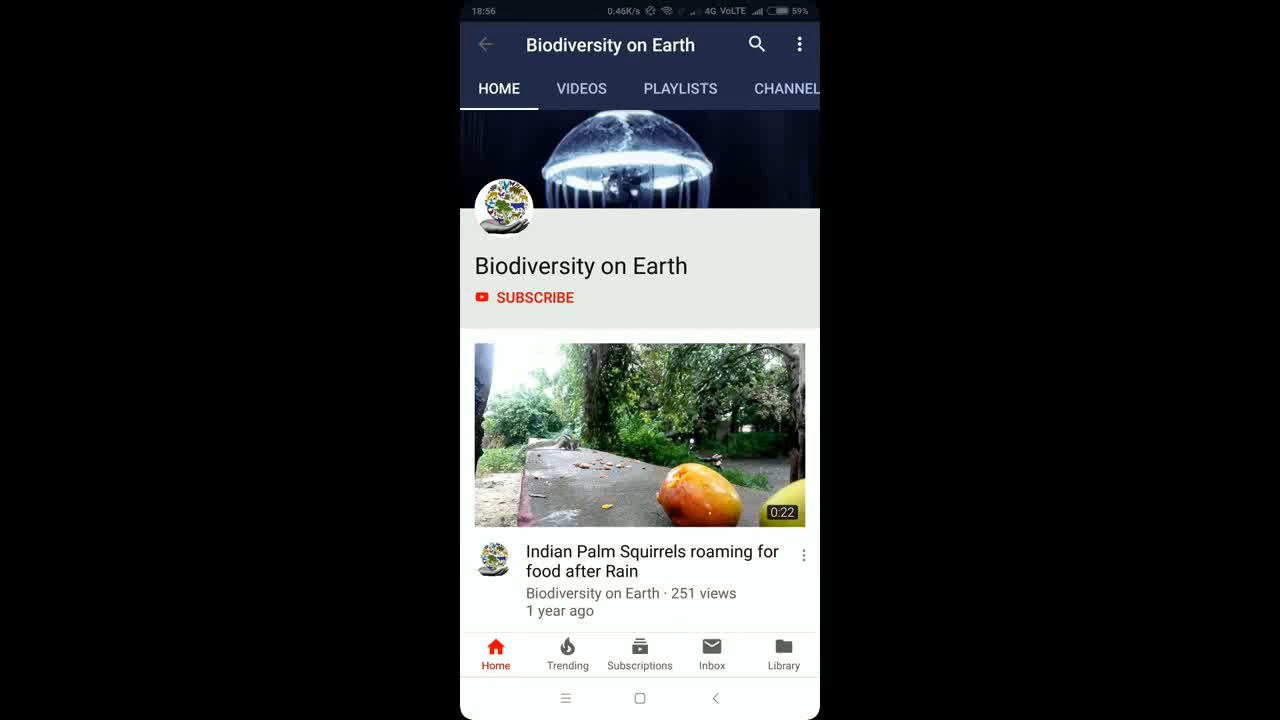 18:56
0.46K/s 4G VoLTE 59%
Biodiversity on Earth
HOME VIDEOS PLAYLISTS CHANNEL
Biodiversity on Earth
SUBSCRIBE
0:22
Indian Palm Squirrels roaming for
food after Rain
Biodiversity on Earth · 251 views
1 year ago
Home Trending Subscriptions Inbox Library